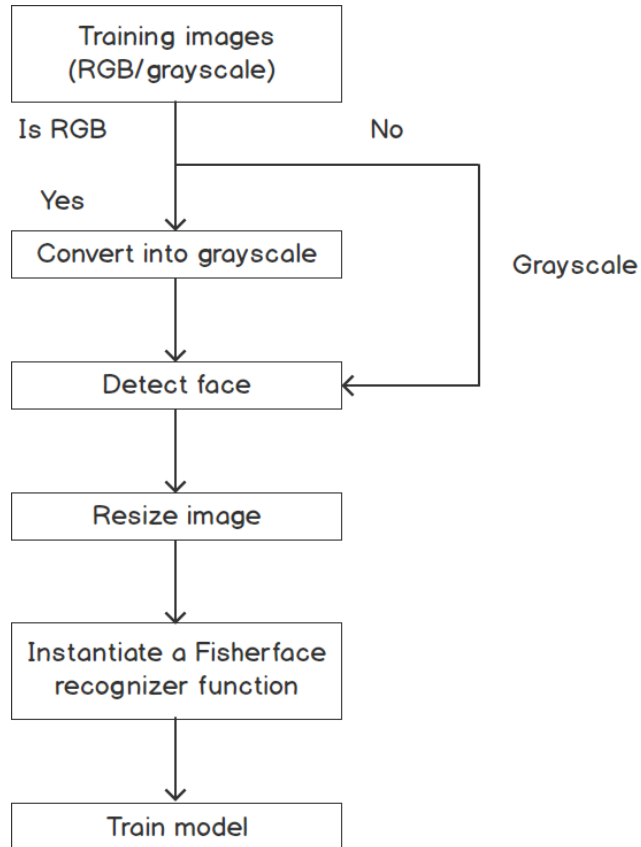 Training images
(RGB/grayscale)
Is RGB
No
Yes
Convert into grayscale
Grayscale
Detect face
Resize image
Instantiate a Fisherface
recognizer function
Train model